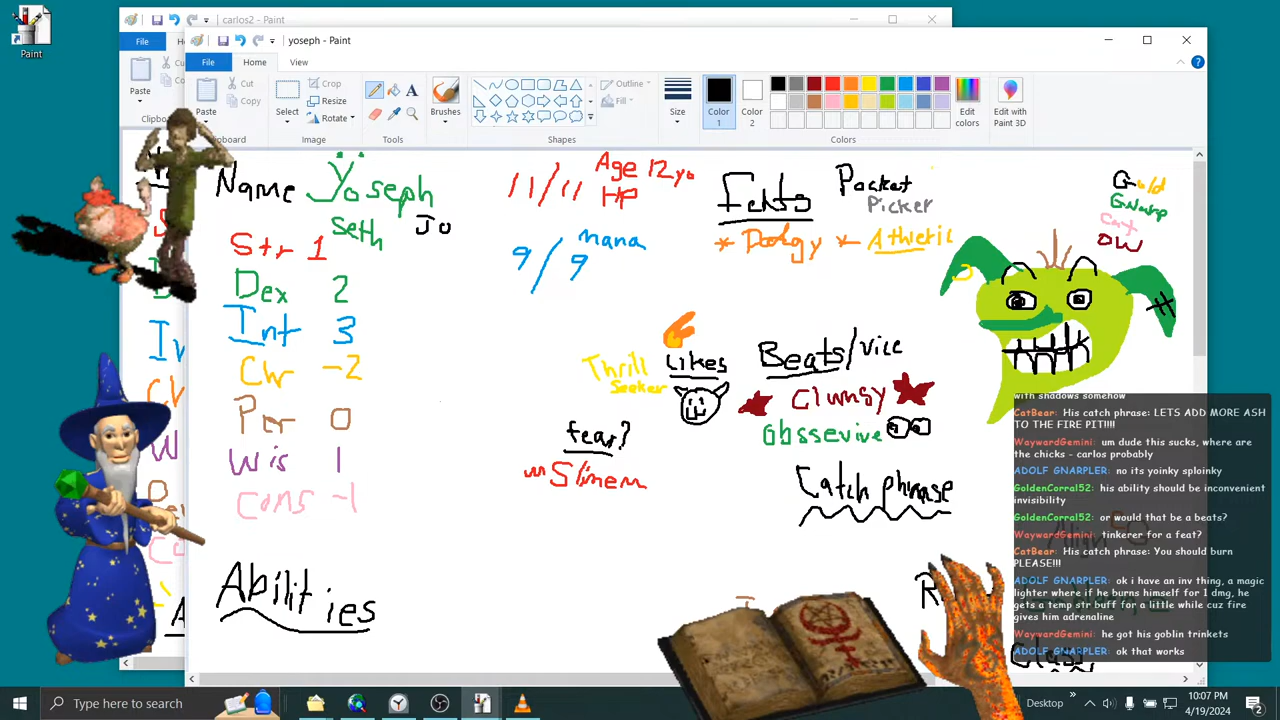 Paint
carlos2 - Paint
File
yoseph - Paint
File
Home
View
Paste
Cut
Copy
Clipboard
Select
Crop
Resize
Rotate
Image
Tools
Brushes
Outline
Fill
Shapes
Size
Color 1
Color 2
Edit colors
Edit with Paint 3D
Colors
Name Yoseph
Seth Jo
Str 1
Dex 2
Int 3
Chr -2
Per 0
Wis 1
Cons -1
Abilities
11/11 HP
Age 12yo
9/9 mana
Packet
Picker
* Dodgy * Athletic
Thrill
Seeker
Likes
Beats/vice
Clumsy
Obssevive
fear?
Slimem
Catch phrase
Gold
Gnarp
Cat
OW
with shadows somehow
CatBear: His catch phrase: LETS ADD MORE ASH
TO THE FIRE PIT!!!!
WaywardGemini: um dude this sucks, where are
the chicks - carlos probably
ADOLF GNARPLER: no its yoinky sploinky
GoldenCorral52: his ability should be inconvenient
invisibility
GoldenCorral52: or would that be a beats?
WaywardGemini: tinkerer for a feat?
CatBear: His catch phrase: You should burn
PLEASE!!!
ADOLF GNARPLER: ok i have an inv thing, a magic
lighter where if he burns himself for 1 dmg, he
gets a temp str buff for a little while cuz fire
gives him adrenaline
WaywardGemini: he got his goblin trinkets
ADOLF GNARPLER: ok that works
Class
Type here to search
Desktop
10:07 PM
4/19/2024
2